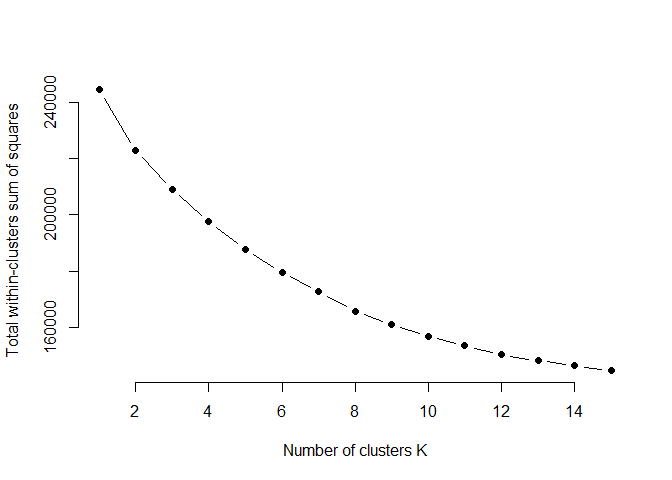 240000
200000
160000
Total within-clusters sum of squares
2 4 6 8 10 12 14
Number of clusters K